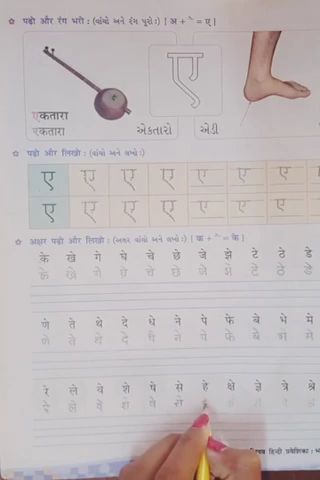 ☆ पढ़ो और रंग भरो : (વાંચો અને રંગ પૂરો:) [ अ + े = ए ]
ए
एकतारा
एकतारा
એકતારો
એડી
☆ पढ़ो और लिखो : (વાંચો અને લખો:)
ए ए ए ए ए ए ए
ए ए ए ए ए ए ए
☆ अक्षर पढ़ो और लिखो : (અક્ષર વાંચો અને લખો:) [ क + े = के ]
के खे गे घे चे छे जे झे टे ठे डे
के खे गे घे चे छे जे झे टे ठे डे
णे ते थे दे धे ने पे फे बे भे मे
णे ते थे दे धे ने पे फे बे भे मे
रे ले वे शे षे से हे क्षे ज्ञे त्रे श्रे
रे ले वे शे षे से
हिन्दी प्रवेशिका